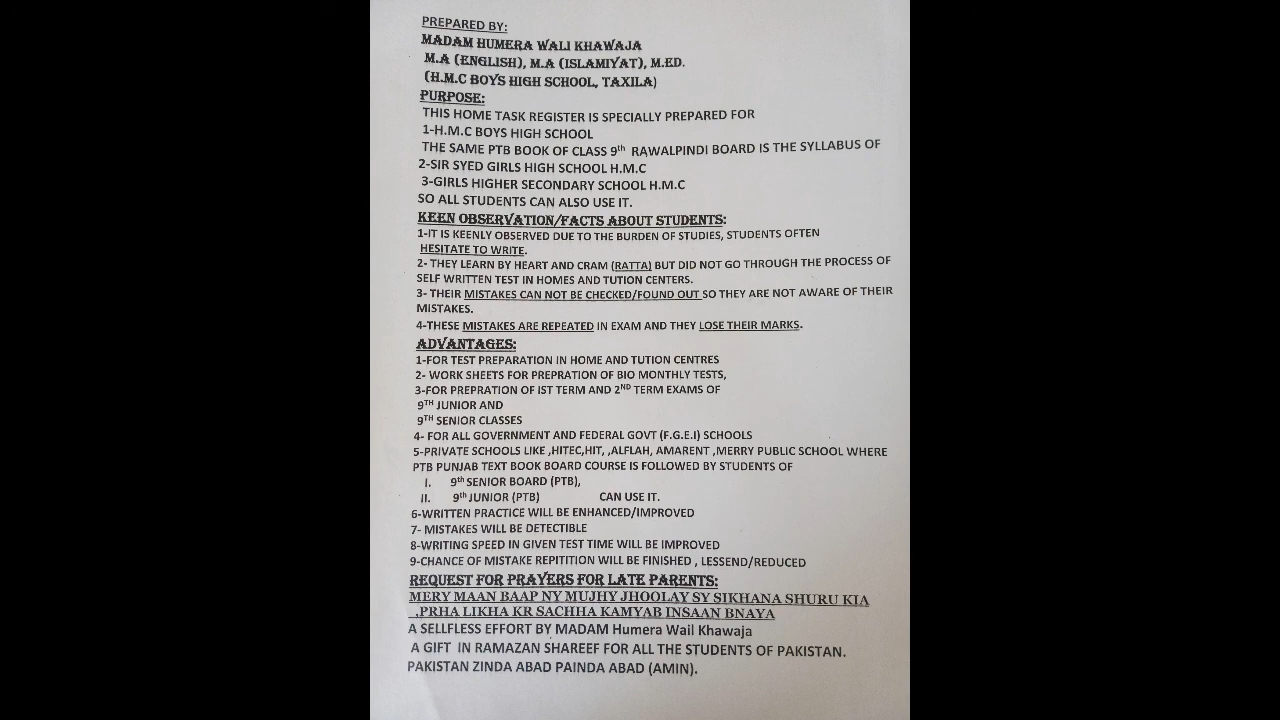 PREPARED BY:
MADAM HUMERA WALI KHAWAJA
M.A (ENGLISH), M.A (ISLAMIYAT), M.ED.
(H.M.C BOYS HIGH SCHOOL, TAXILA)
PURPOSE:
THIS HOME TASK REGISTER IS SPECIALLY PREPARED FOR
1-H.M.C BOYS HIGH SCHOOL
THE SAME PTB BOOK OF CLASS 9th RAWALPINDI BOARD IS THE SYLLABUS OF
2-SIR SYED GIRLS HIGH SCHOOL H.M.C
3-GIRLS HIGHER SECONDARY SCHOOL H.M.C
SO ALL STUDENTS CAN ALSO USE IT.
KEEN OBSERVATION/FACTS ABOUT STUDENTS:
1-IT IS KEENLY OBSERVED DUE TO THE BURDEN OF STUDIES, STUDENTS OFTEN
HESITATE TO WRITE.
2- THEY LEARN BY HEART AND CRAM (RATTA) BUT DID NOT GO THROUGH THE PROCESS OF
SELF WRITTEN TEST IN HOMES AND TUTION CENTERS.
3- THEIR MISTAKES CAN NOT BE CHECKED/FOUND OUT SO THEY ARE NOT AWARE OF THEIR
MISTAKES.
4-THESE MISTAKES ARE REPEATED IN EXAM AND THEY LOSE THEIR MARKS.
ADVANTAGES:
1-FOR TEST PREPARATION IN HOME AND TUTION CENTRES
2- WORK SHEETS FOR PREPRATION OF BIO MONTHLY TESTS,
3-FOR PREPRATION OF IST TERM AND 2ND TERM EXAMS OF
9TH JUNIOR AND
9TH SENIOR CLASSES
4- FOR ALL GOVERNMENT AND FEDERAL GOVT (F.G.E.I) SCHOOLS
5-PRIVATE SCHOOLS LIKE ,HITEC,HIT, ,ALFLAH, AMARENT ,MERRY PUBLIC SCHOOL WHERE
PTB PUNJAB TEXT BOOK BOARD COURSE IS FOLLOWED BY STUDENTS OF
I. 9th SENIOR BOARD (PTB),
II. 9th JUNIOR (PTB) CAN USE IT.
6-WRITTEN PRACTICE WILL BE ENHANCED/IMPROVED
7- MISTAKES WILL BE DETECTIBLE
8-WRITING SPEED IN GIVEN TEST TIME WILL BE IMPROVED
9-CHANCE OF MISTAKE REPITITION WILL BE FINISHED , LESSEND/REDUCED
REQUEST FOR PRAYERS FOR LATE PARENTS:
MERY MAAN BAAP NY MUJHY JHOOLAY SY SIKHANA SHURU KIA
,PRHA LIKHA KR SACHHA KAMYAB INSAAN BNAYA
A SELLFLESS EFFORT BY MADAM Humera Wail Khawaja
A GIFT IN RAMAZAN SHAREEF FOR ALL THE STUDENTS OF PAKISTAN.
PAKISTAN ZINDA ABAD PAINDA ABAD (AMIN).